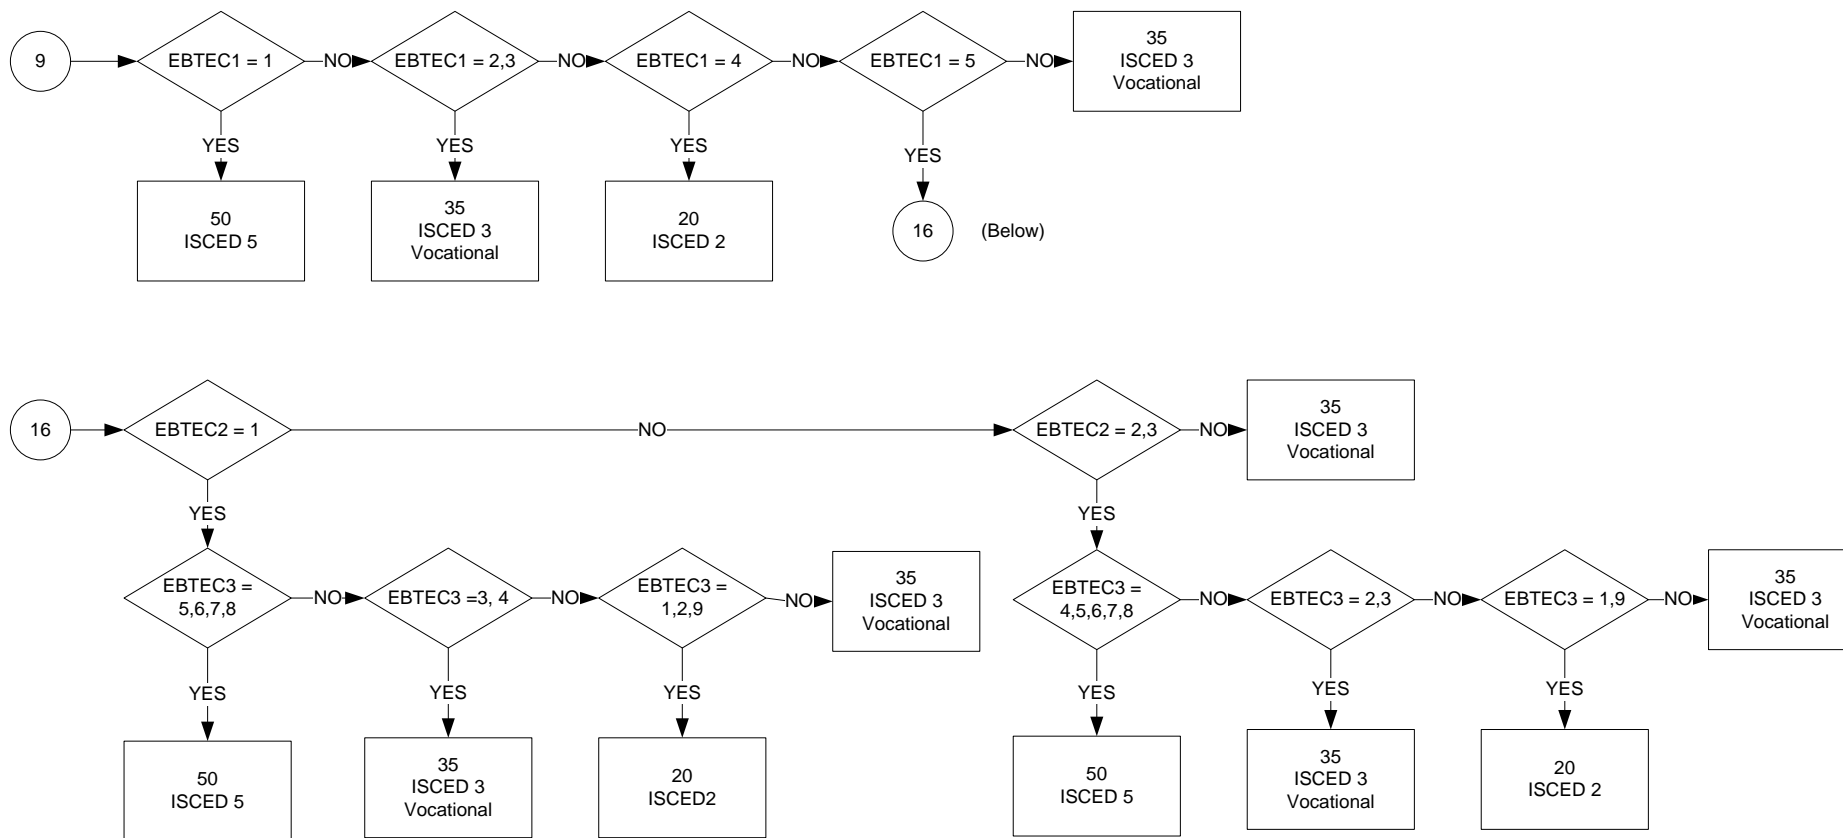 9
EBTEC1 = 1
NO
EBTEC1 = 2,3
NO
EBTEC1 = 4
NO
EBTEC1 = 5
NO
35
ISCED 3
Vocational
YES
YES
YES
YES
50
ISCED 5
35
ISCED 3
Vocational
20
ISCED 2
16
(Below)
16
EBTEC2 = 1
NO
EBTEC2 = 2,3
NO
35
ISCED 3
Vocational
YES
YES
EBTEC3 =
5,6,7,8
NO
EBTEC3 =3, 4
NO
EBTEC3 =
1,2,9
NO
35
ISCED 3
Vocational
EBTEC3 =
4,5,6,7,8
NO
EBTEC3 = 2,3
NO
EBTEC3 = 1,9
NO
35
ISCED 3
Vocational
YES
YES
YES
YES
YES
YES
50
ISCED 5
35
ISCED 3
Vocational
20
ISCED2
50
ISCED 5
35
ISCED 3
Vocational
20
ISCED 2